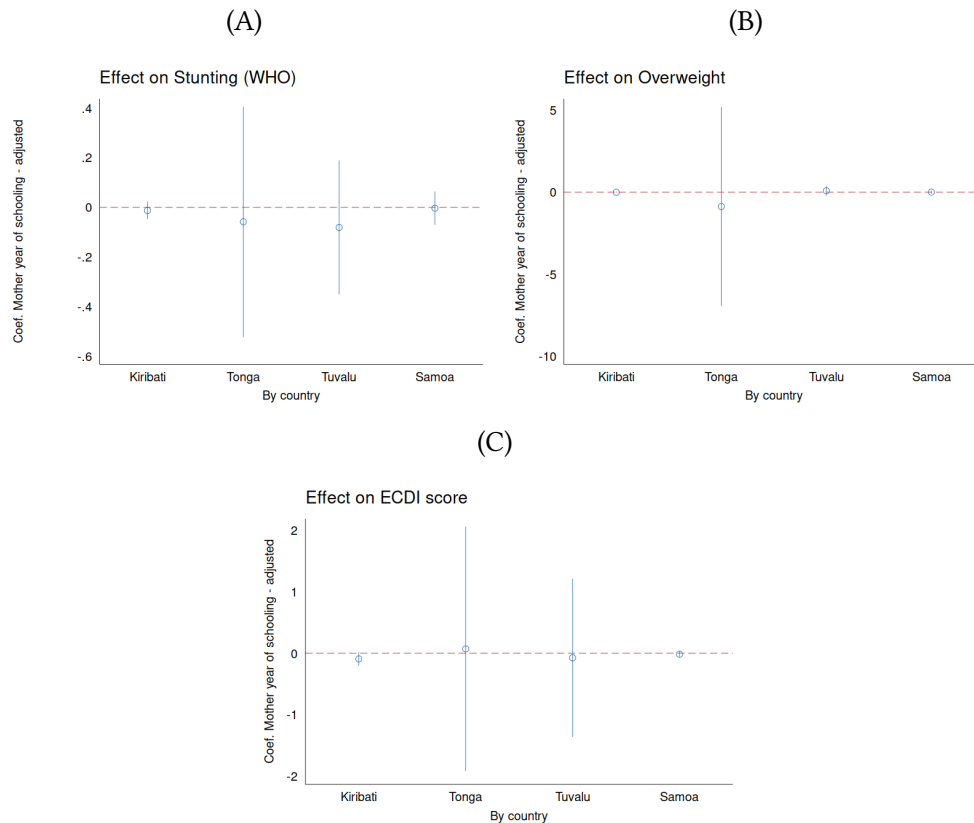 (A)
Effect on Stunting (WHO)
Coef. Mother year of schooling - adjusted
.4
.2
0
-.2
-.4
-.6
Kiribati Tonga Tuvalu Samoa
By country
(B)
Effect on Overweight
Coef. Mother year of schooling - adjusted
5
0
-5
-10
Kiribati Tonga Tuvalu Samoa
By country
(C)
Effect on ECDI score
Coef. Mother year of schooling - adjusted
2
1
0
-1
-2
Kiribati Tonga Tuvalu Samoa
By country